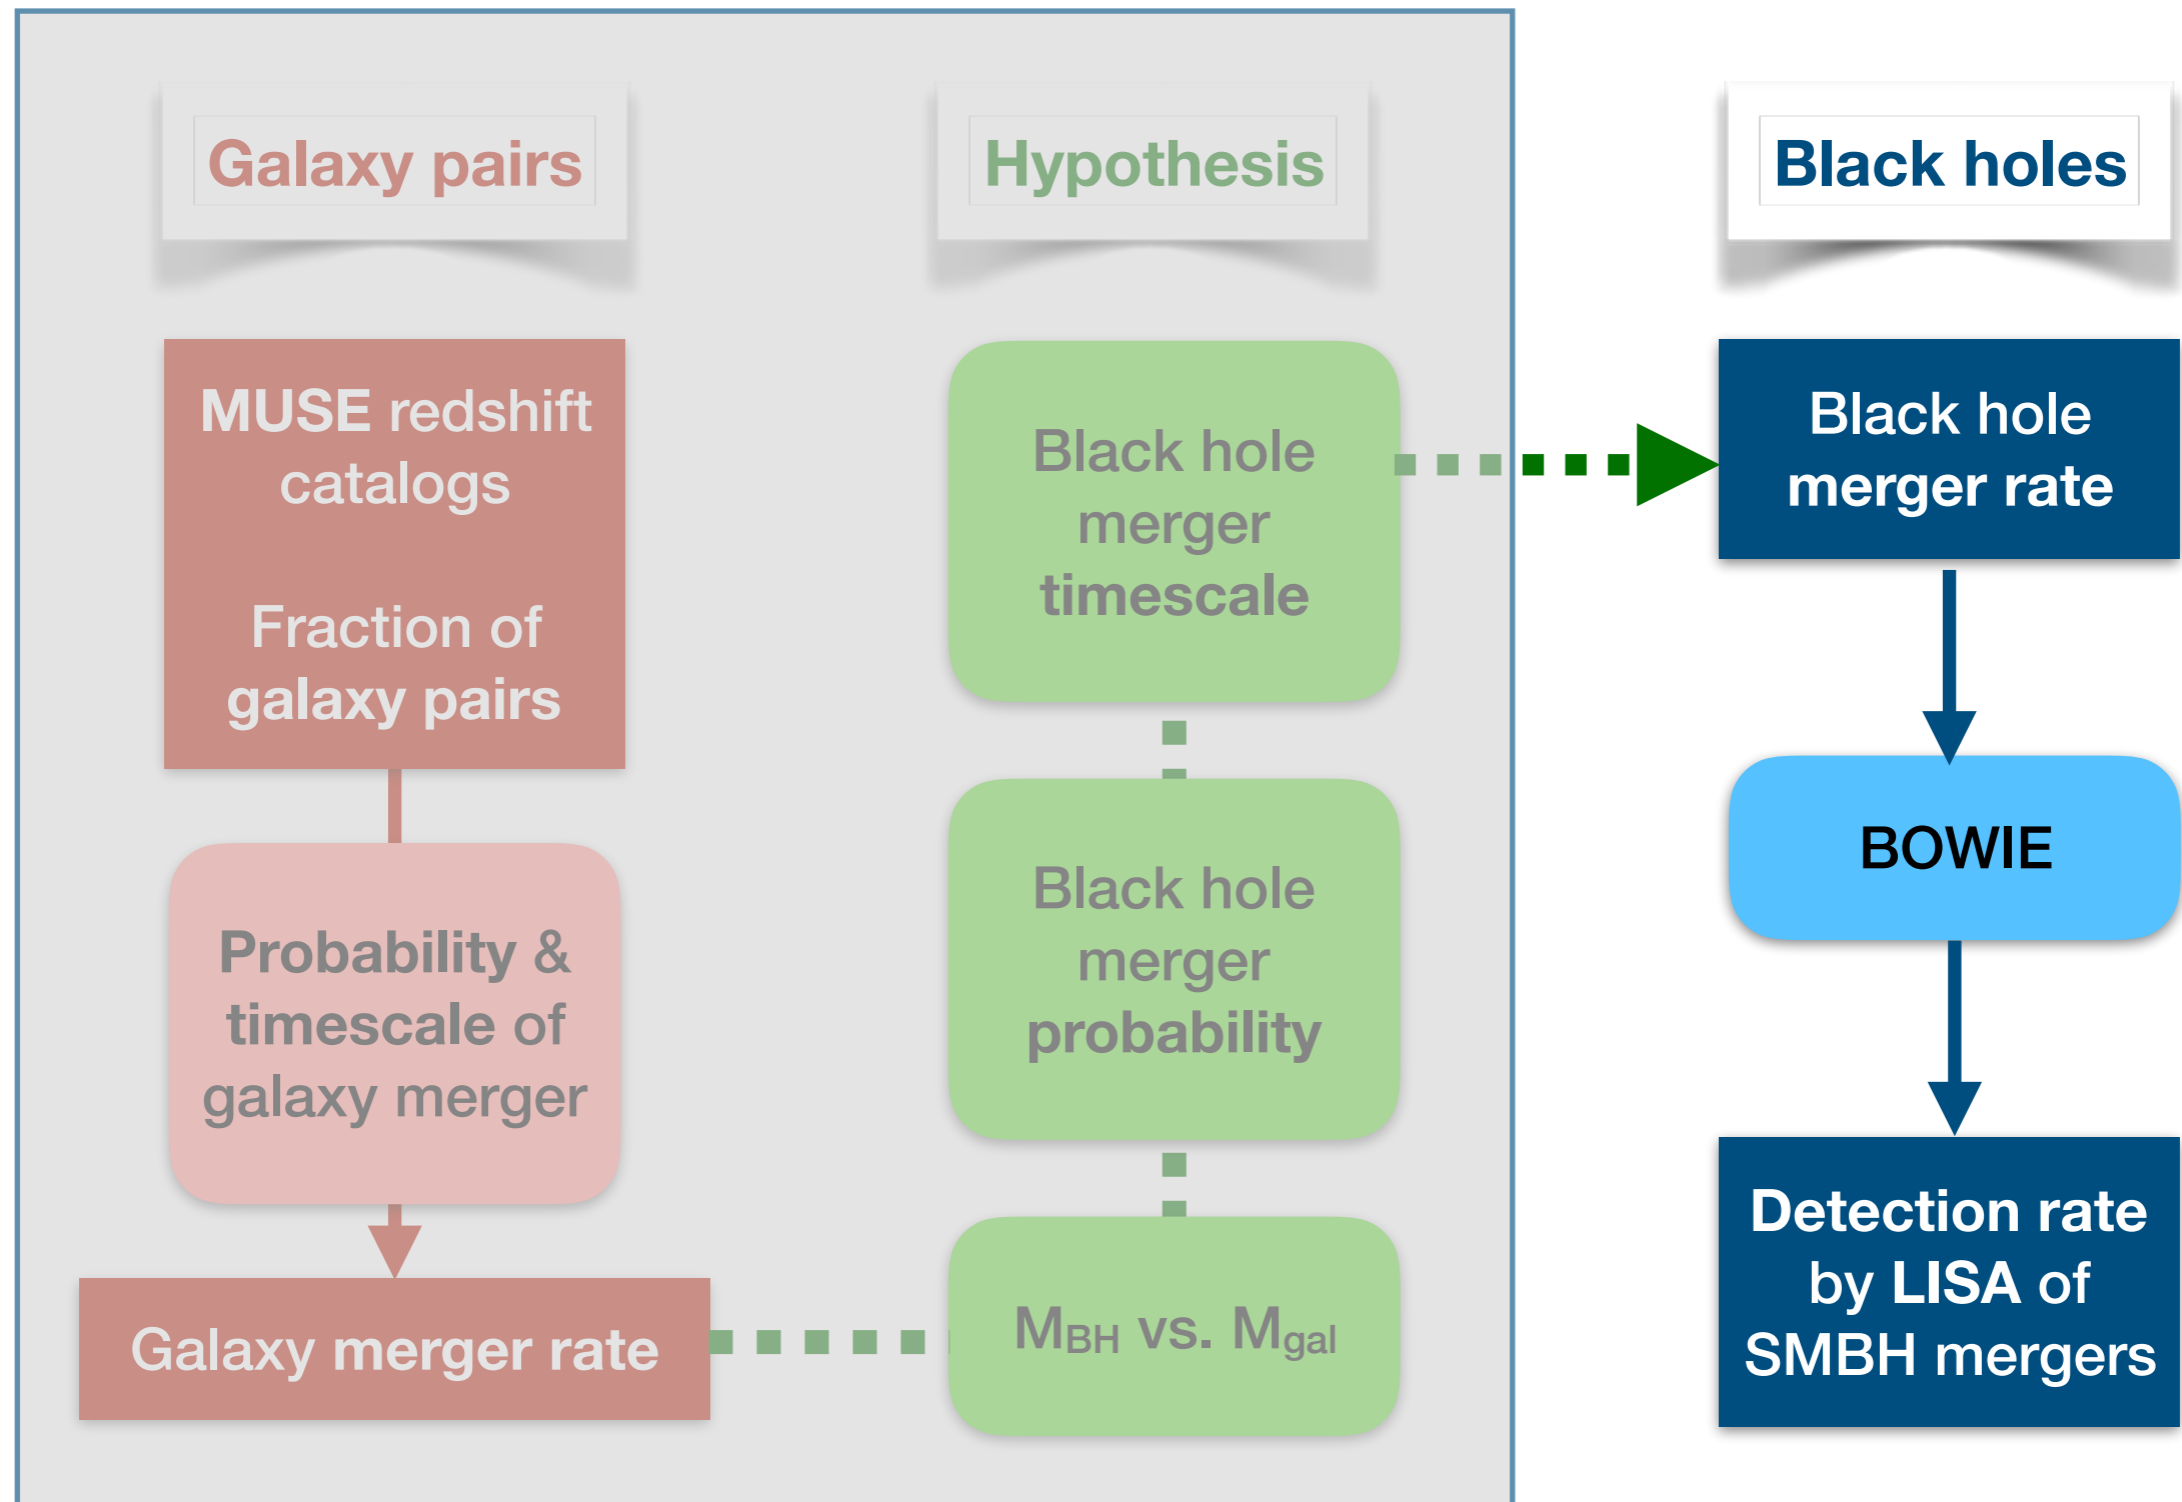 Galaxy pairs
MUSE redshift
catalogs
Fraction of
galaxy pairs
Probability &
timescale of
galaxy merger
Galaxy merger rate
Hypothesis
Black hole
merger
timescale
Black hole
merger
probability
MBH vs. Mgal
Black holes
Black hole
merger rate
BOWIE
Detection rate
by LISA of
SMBH mergers